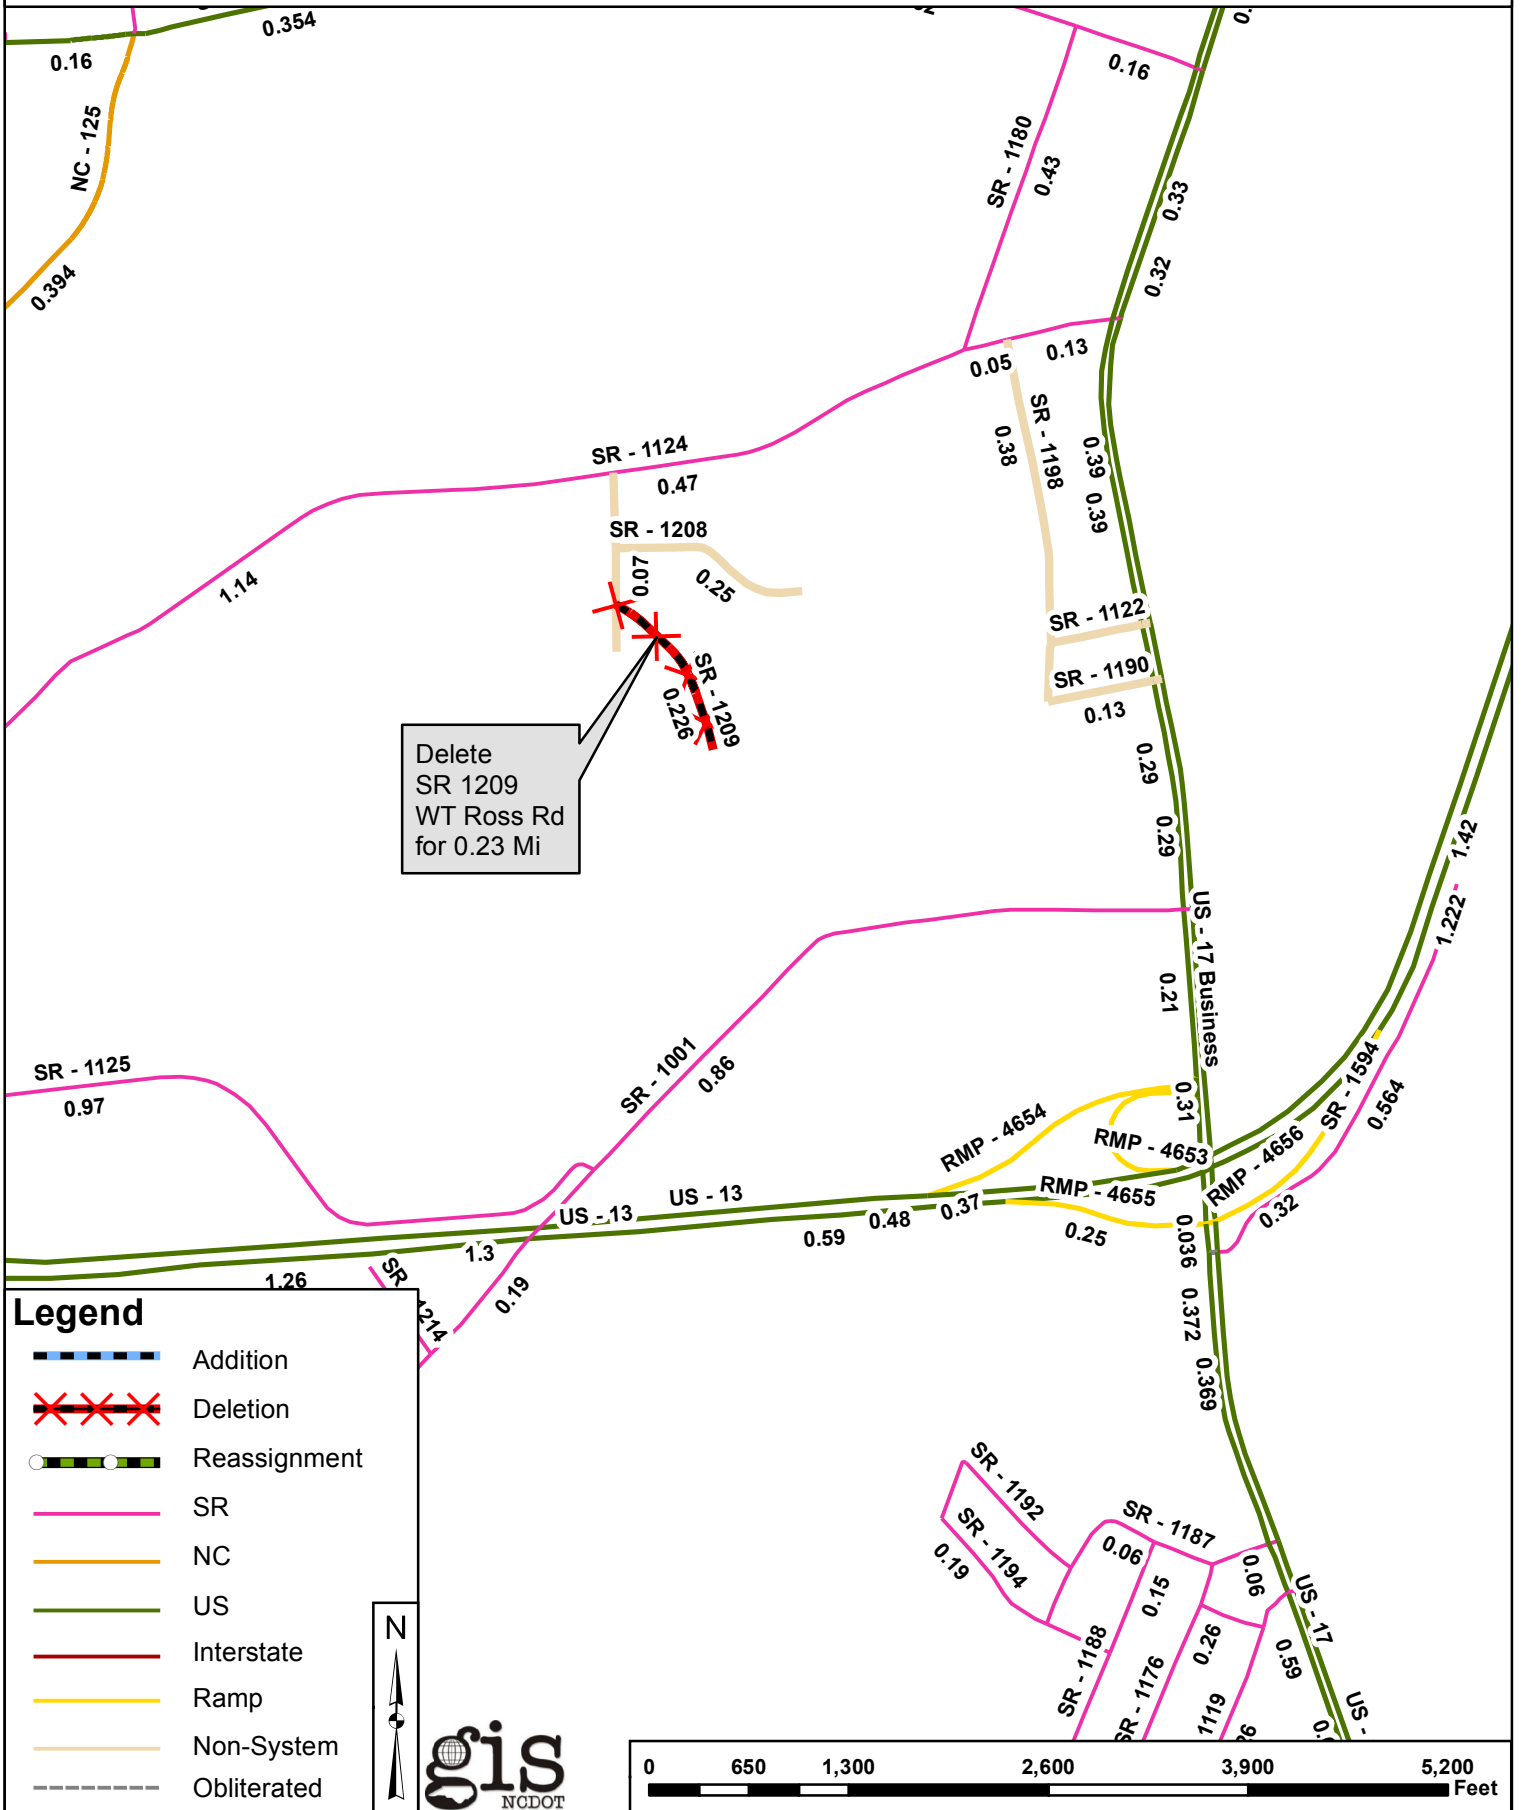 0.354
0.16
NC - 125
0.394
0.16
SR - 1180
0.43
0.33
0.32
0.05
0.13
SR - 1124
0.47
SR - 1198
0.38
0.39
0.39
SR - 1208
0.07
0.25
1.14
SR - 1122
SR - 1190
0.13
SR - 1209
0.226
Delete
SR 1209
WT Ross Rd
for 0.23 Mi
0.29
0.29
1.42
1.222
US - 17 Business
0.21
SR - 1125
0.97
SR - 1001
0.86
RMP - 4654
0.31
RMP - 4653
SR - 1594
0.564
RMP - 4656
RMP - 4655
US - 13
US - 13
0.37
0.48
0.59
0.25
0.32
0.036
1.3
1.26
0.19
SR
1214
0.372
0.369
SR - 1192
SR - 1194
0.19
SR - 1187
0.06
0.15
0.06
US - 17
0.26
0.59
SR - 1188
SR - 1176
1119
US -
Legend
Addition
Deletion
Reassignment
SR
NC
US
Interstate
Ramp
Non-System
Obliterated
N
gis
NCDOT
0 650 1,300 2,600 3,900 5,200
Feet